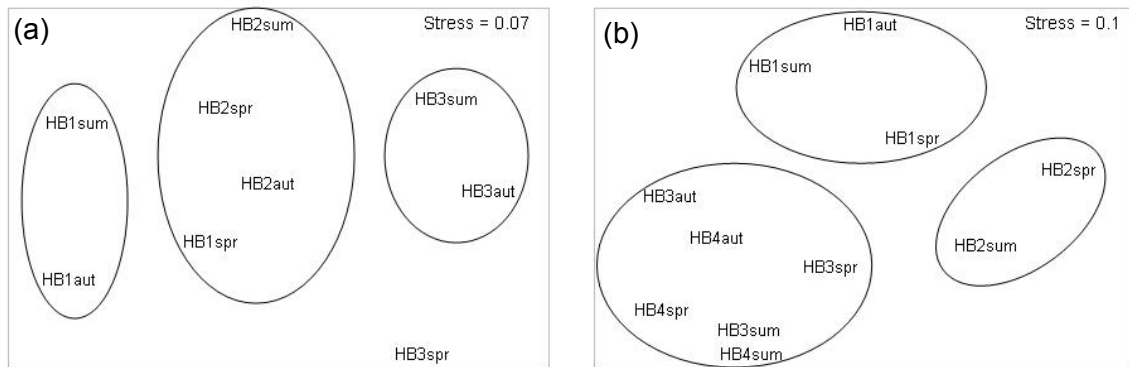 (a)
Stress = 0.07
HB2sum
HB3sum
HB2spr
HB1sum
HB2aut
HB3aut
HB1spr
HB1aut
HB3spr
(b)
Stress = 0.1
HB1aut
HB1sum
HB1spr
HB2spr
HB3aut
HB4aut
HB2sum
HB3spr
HB4spr
HB3sum
HB4sum